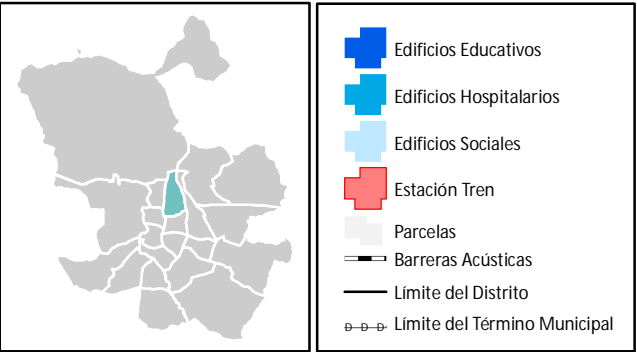 Edificios Educativos
Edificios Hospitalarios
Edificios Sociales
Estación Tren
Parcelas
Barreras Acústicas
Límite del Distrito
D D D Límite del Término Municipal